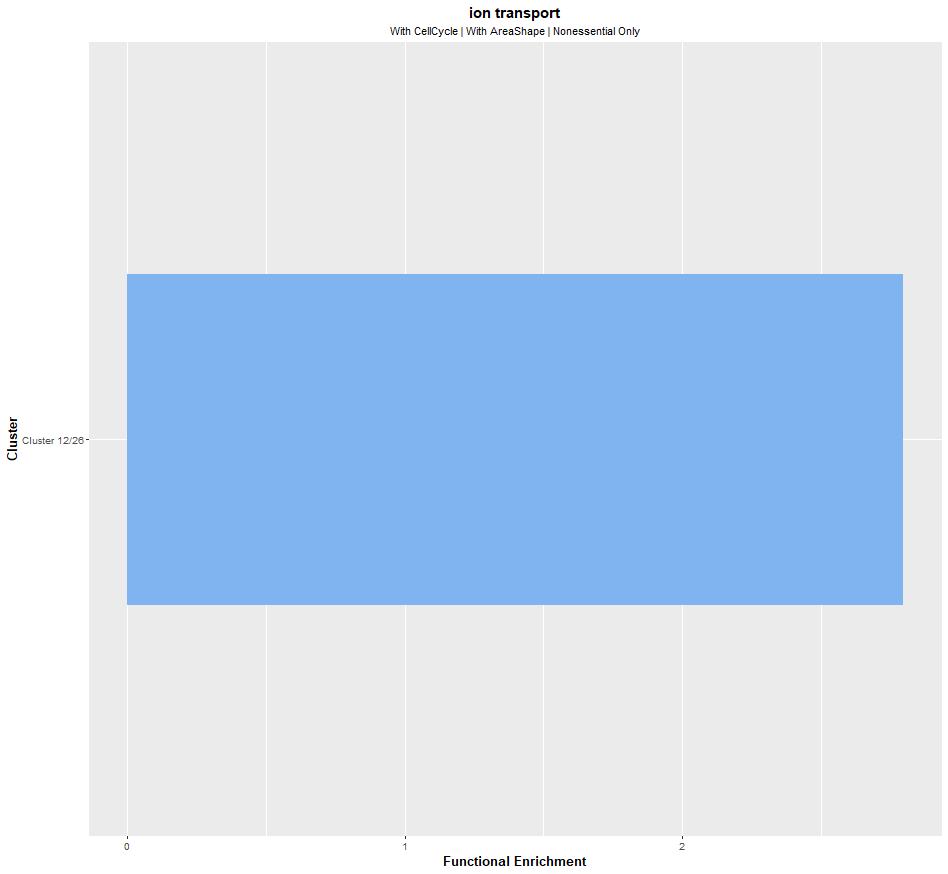 ion transport
With CellCycle | With AreaShape | Nonessential Only
Cluster
Cluster 12/26
0
1
2
Functional Enrichment